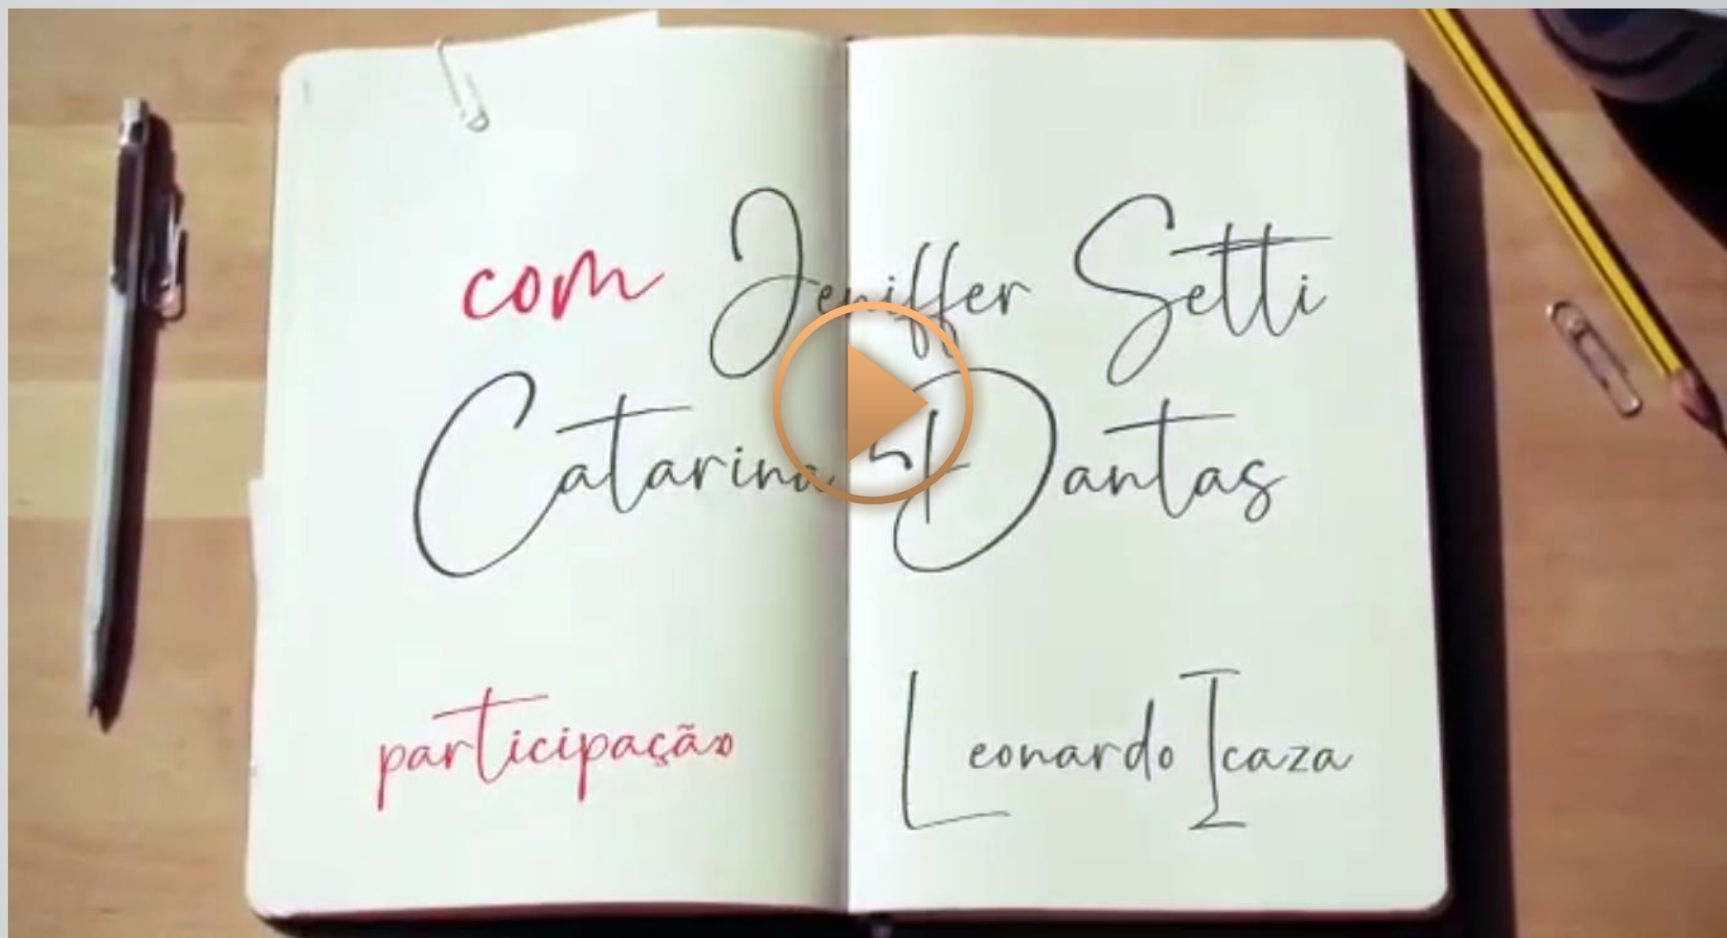 com Jeniffer Setti
Catarina Dantas
participação Leonardo Icaza